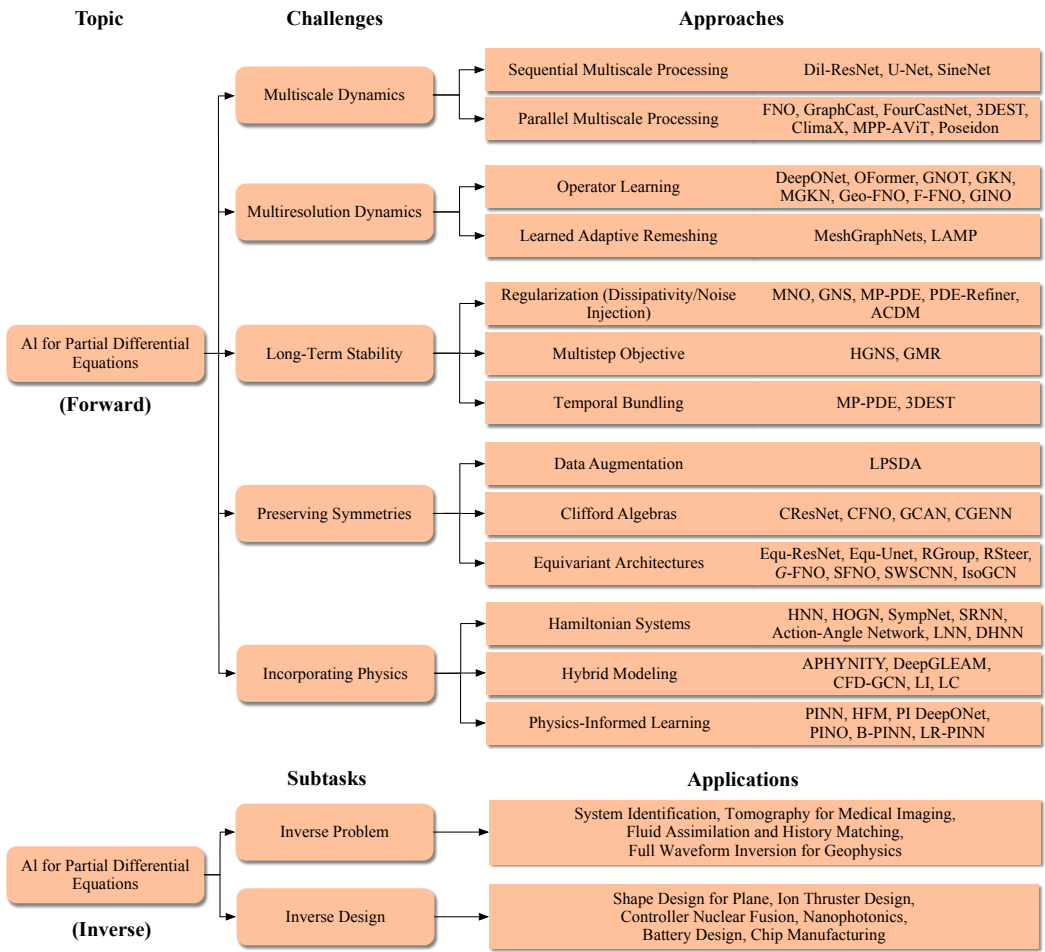 Topic
Challenges
Approaches
AI for Partial Differential
Equations
(Forward)
Multiscale Dynamics
Sequential Multiscale Processing
Dil-ResNet, U-Net, SineNet
Parallel Multiscale Processing
FNO, GraphCast, FourCastNet, 3DEST,
ClimaX, MPP-AViT, Poseidon
Multiresolution Dynamics
Operator Learning
DeepONet, OFormer, GNOT, GKN,
MGKN, Geo-FNO, F-FNO, GINO
Learned Adaptive Remeshing
MeshGraphNets, LAMP
Long-Term Stability
Regularization (Dissipativity/Noise
Injection)
MNO, GNS, MP-PDE, PDE-Refiner,
ACDM
Multistep Objective
HGNS, GMR
Temporal Bundling
MP-PDE, 3DEST
Preserving Symmetries
Data Augmentation
LPSDA
Clifford Algebras
CResNet, CFNO, GCAN, CGENN
Equivariant Architectures
Equ-ResNet, Equ-Unet, RGroup, RSteer,
G-FNO, SFNO, SWSCNN, IsoGCN
Incorporating Physics
Hamiltonian Systems
HNN, HOGN, SympNet, SRNN,
Action-Angle Network, LNN, DHNN
Hybrid Modeling
APHYNITY, DeepGLEAM,
CFD-GCN, LI, LC
Physics-Informed Learning
PINN, HFM, PI DeepONet,
PINO, B-PINN, LR-PINN
Subtasks
Applications
AI for Partial Differential
Equations
(Inverse)
Inverse Problem
System Identification, Tomography for Medical Imaging,
Fluid Assimilation and History Matching,
Full Waveform Inversion for Geophysics
Inverse Design
Shape Design for Plane, Ion Thruster Design,
Controller Nuclear Fusion, Nanophotonics,
Battery Design, Chip Manufacturing